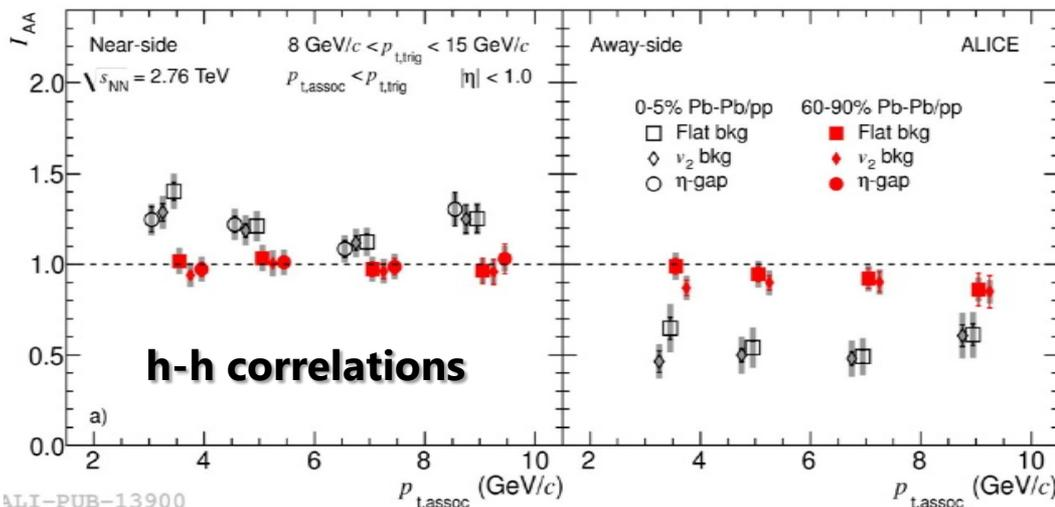 I_AA
Near-side
8 GeV/c < p_t,trig < 15 GeV/c
√s_NN = 2.76 TeV
p_t,assoc < p_t,trig
|η| < 1.0
Away-side
ALICE
0-5% Pb-Pb/pp
60-90% Pb-Pb/pp
Flat bkg
Flat bkg
v_2 bkg
v_2 bkg
η-gap
η-gap
2.0
1.5
1.0
0.5
0.0
h-h correlations
a)
2 4 6 8 10
2 4 6 8 10
p_t,assoc (GeV/c)
p_t,assoc (GeV/c)
ALI-PUB-13900